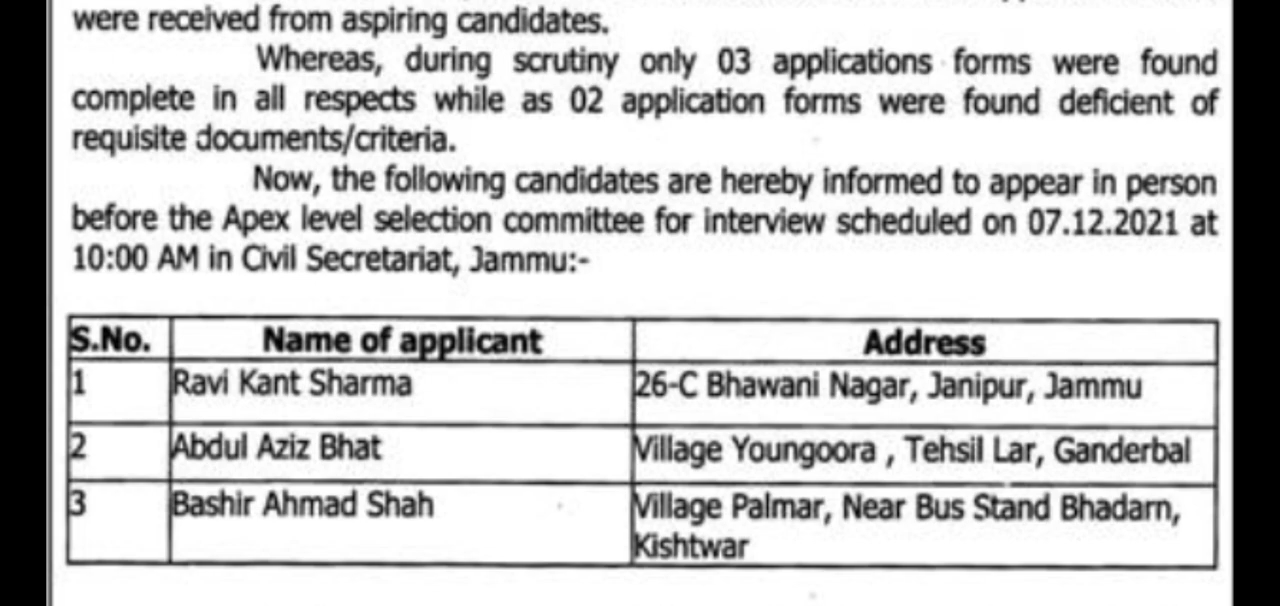 were received from aspiring candidates.
Whereas, during scrutiny only 03 applications forms were found
complete in all respects while as 02 application forms were found deficient of
requisite documents/criteria.
Now, the following candidates are hereby informed to appear in person
before the Apex level selection committee for interview scheduled on 07.12.2021 at
10:00 AM in Civil Secretariat, Jammu:-
S.No. Name of applicant Address
1 Ravi Kant Sharma 26-C Bhawani Nagar, Janipur, Jammu
2 Abdul Aziz Bhat Village Youngoora , Tehsil Lar, Ganderbal
3 Bashir Ahmad Shah Village Palmar, Near Bus Stand Bhadarn,
Kishtwar